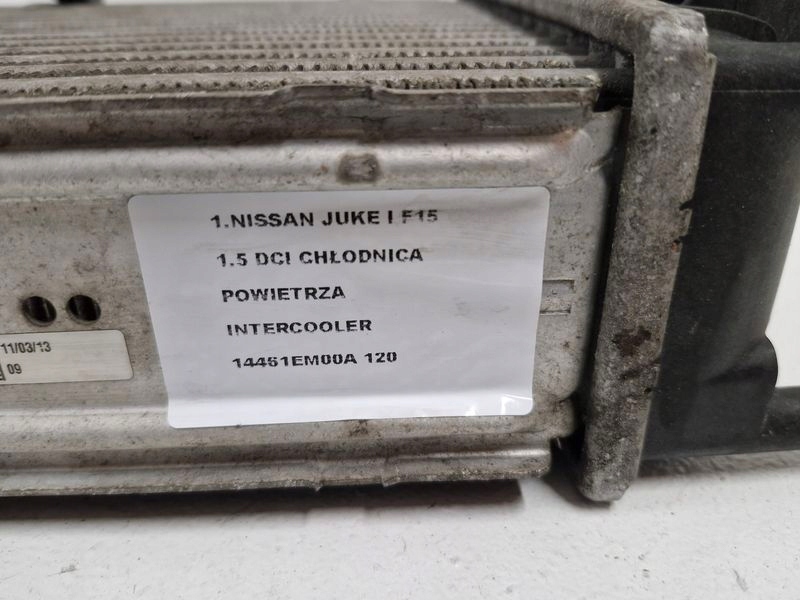 1.NISSAN JUKE I F15
1.5 DCI CHŁODNICA
POWIETRZA
INTERCOOLER
14461EM00A 120
11/03/13
09